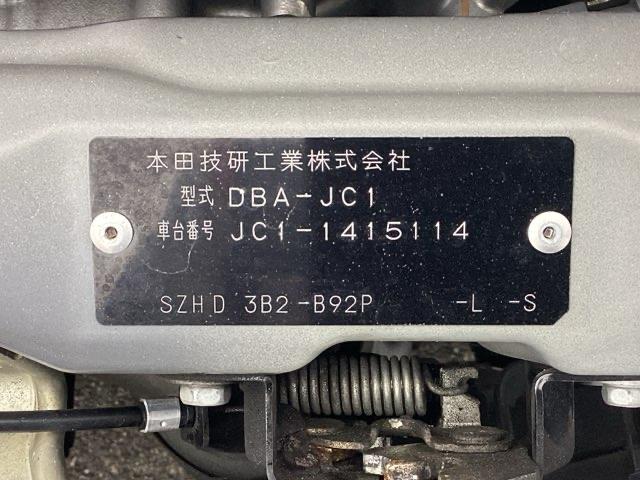 本田技研工業株式会社
型式 DBA-JC1
車台番号 JC1-1415114
SZHD 3B2-B92P -L -S